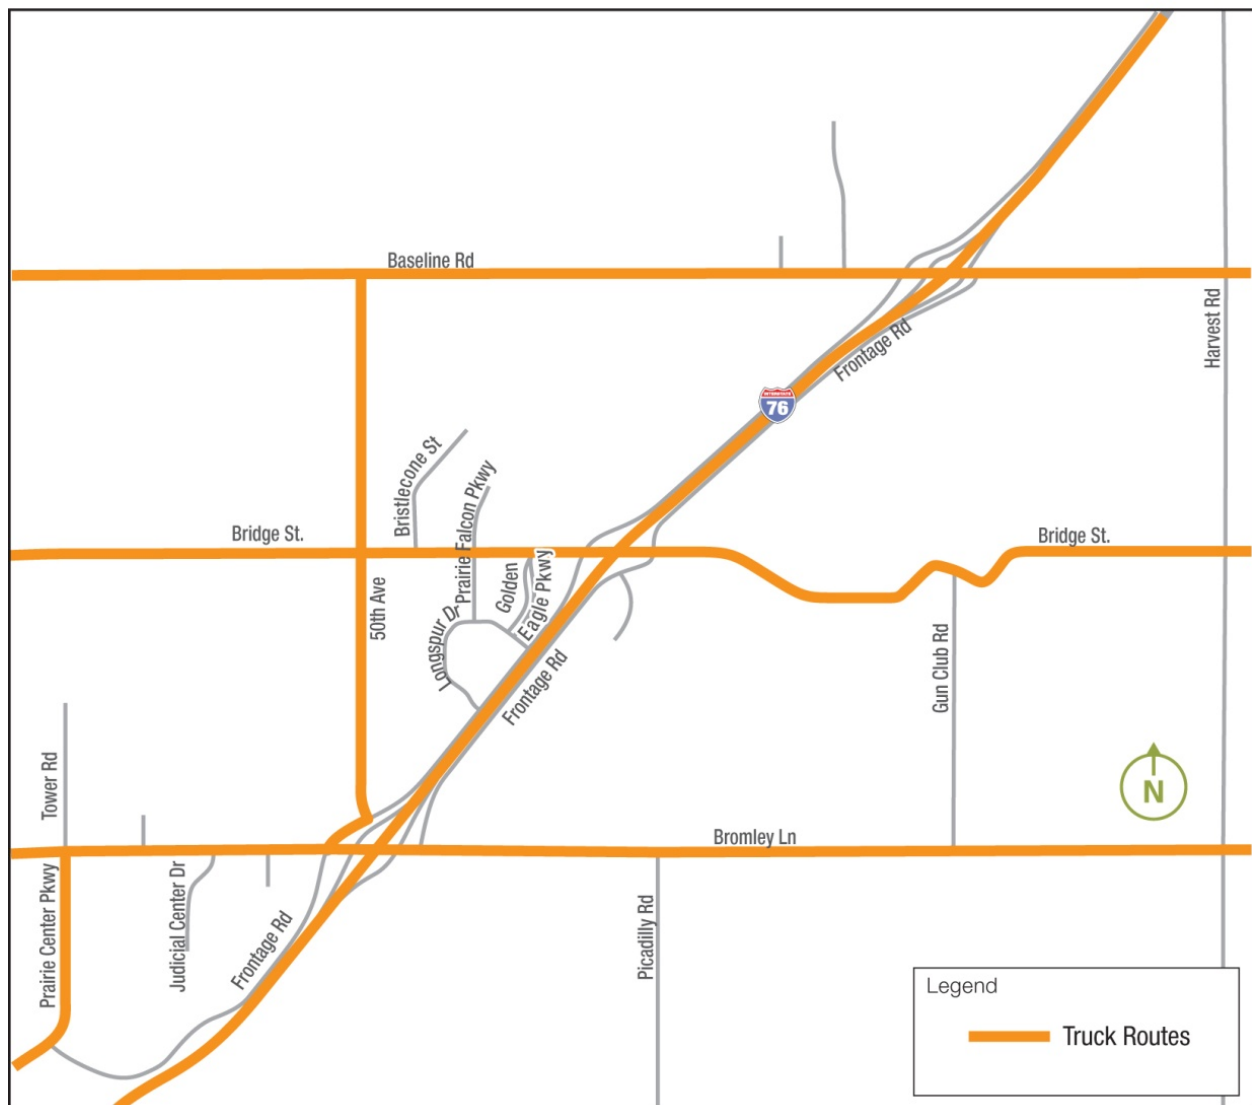 Baseline Rd
Harvest Rd
Frontage Rd
INTERSTATE
76
Bristlecone St
Prairie Falcon Pkwy
Bridge St.
Bridge St.
Golden
Eagle Pkwy
50th Ave
Longspur Dr
Gun Club Rd
Frontage Rd
Tower Rd
N
Bromley Ln
Prairie Center Pkwy
Judicial Center Dr
Frontage Rd
Picadilly Rd
Legend
Truck Routes